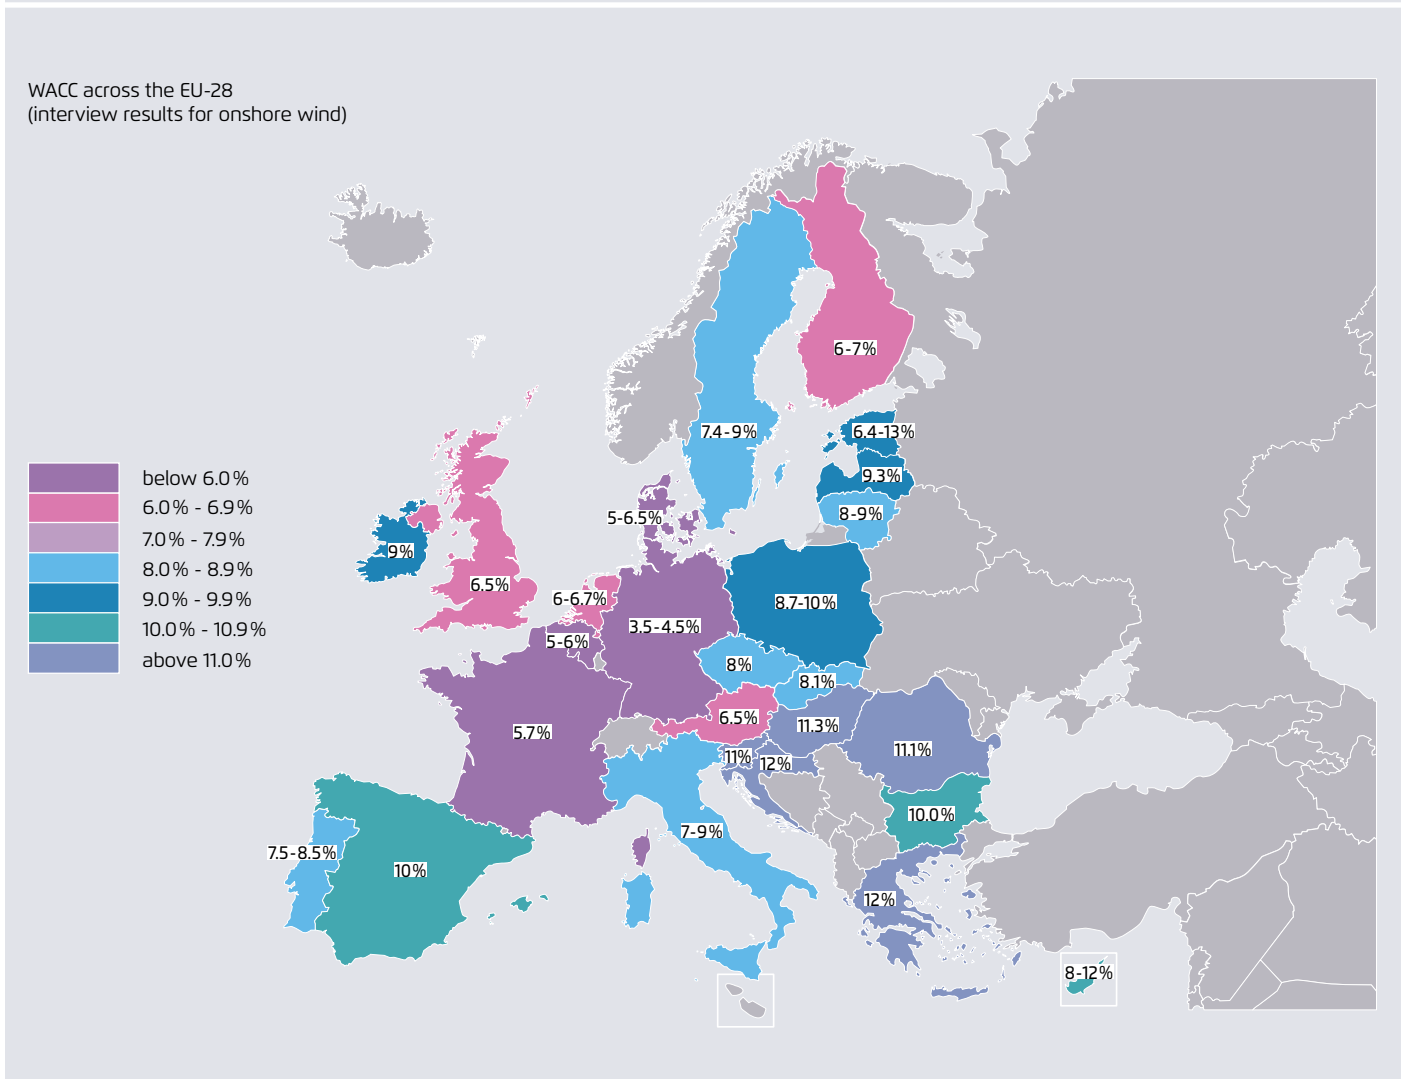 WACC across the EU-28
(interview results for onshore wind)
below 6.0 %
6.0 % - 6.9 %
7.0 % - 7.9 %
8.0 % - 8.9 %
9.0 % - 9.9 %
10.0 % - 10.9 %
above 11.0 %
6-7%
7.4-9%
6.4-13%
9.3%
8-9%
5-6.5%
9%
6.5%
6-6.7%
8.7-10%
3.5-4.5%
5-6%
8%
8.1%
6.5%
11.3%
5.7%
11.1%
11%
12%
10.0%
7-9%
7.5-8.5%
10%
12%
8-12%